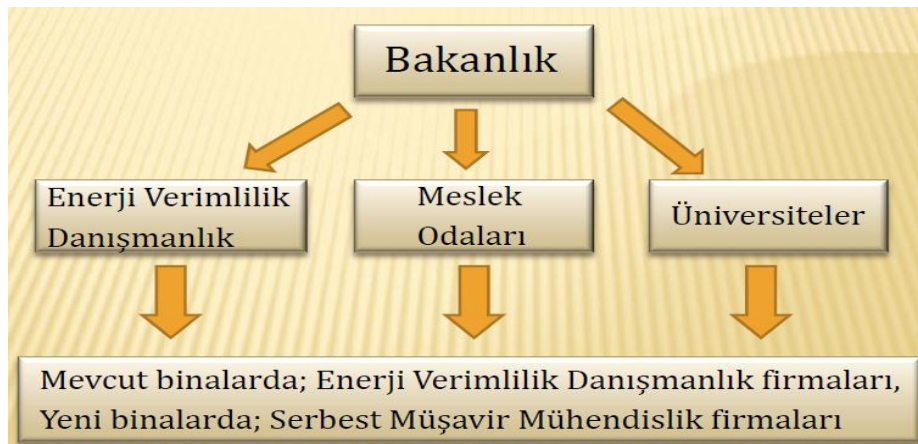 Bakanlık
Enerji Verimlilik
Danışmanlık
Meslek
Odaları
Üniversiteler
Mevcut binalarda; Enerji Verimlilik Danışmanlık firmaları,
Yeni binalarda; Serbest Müşavir Mühendislik firmaları